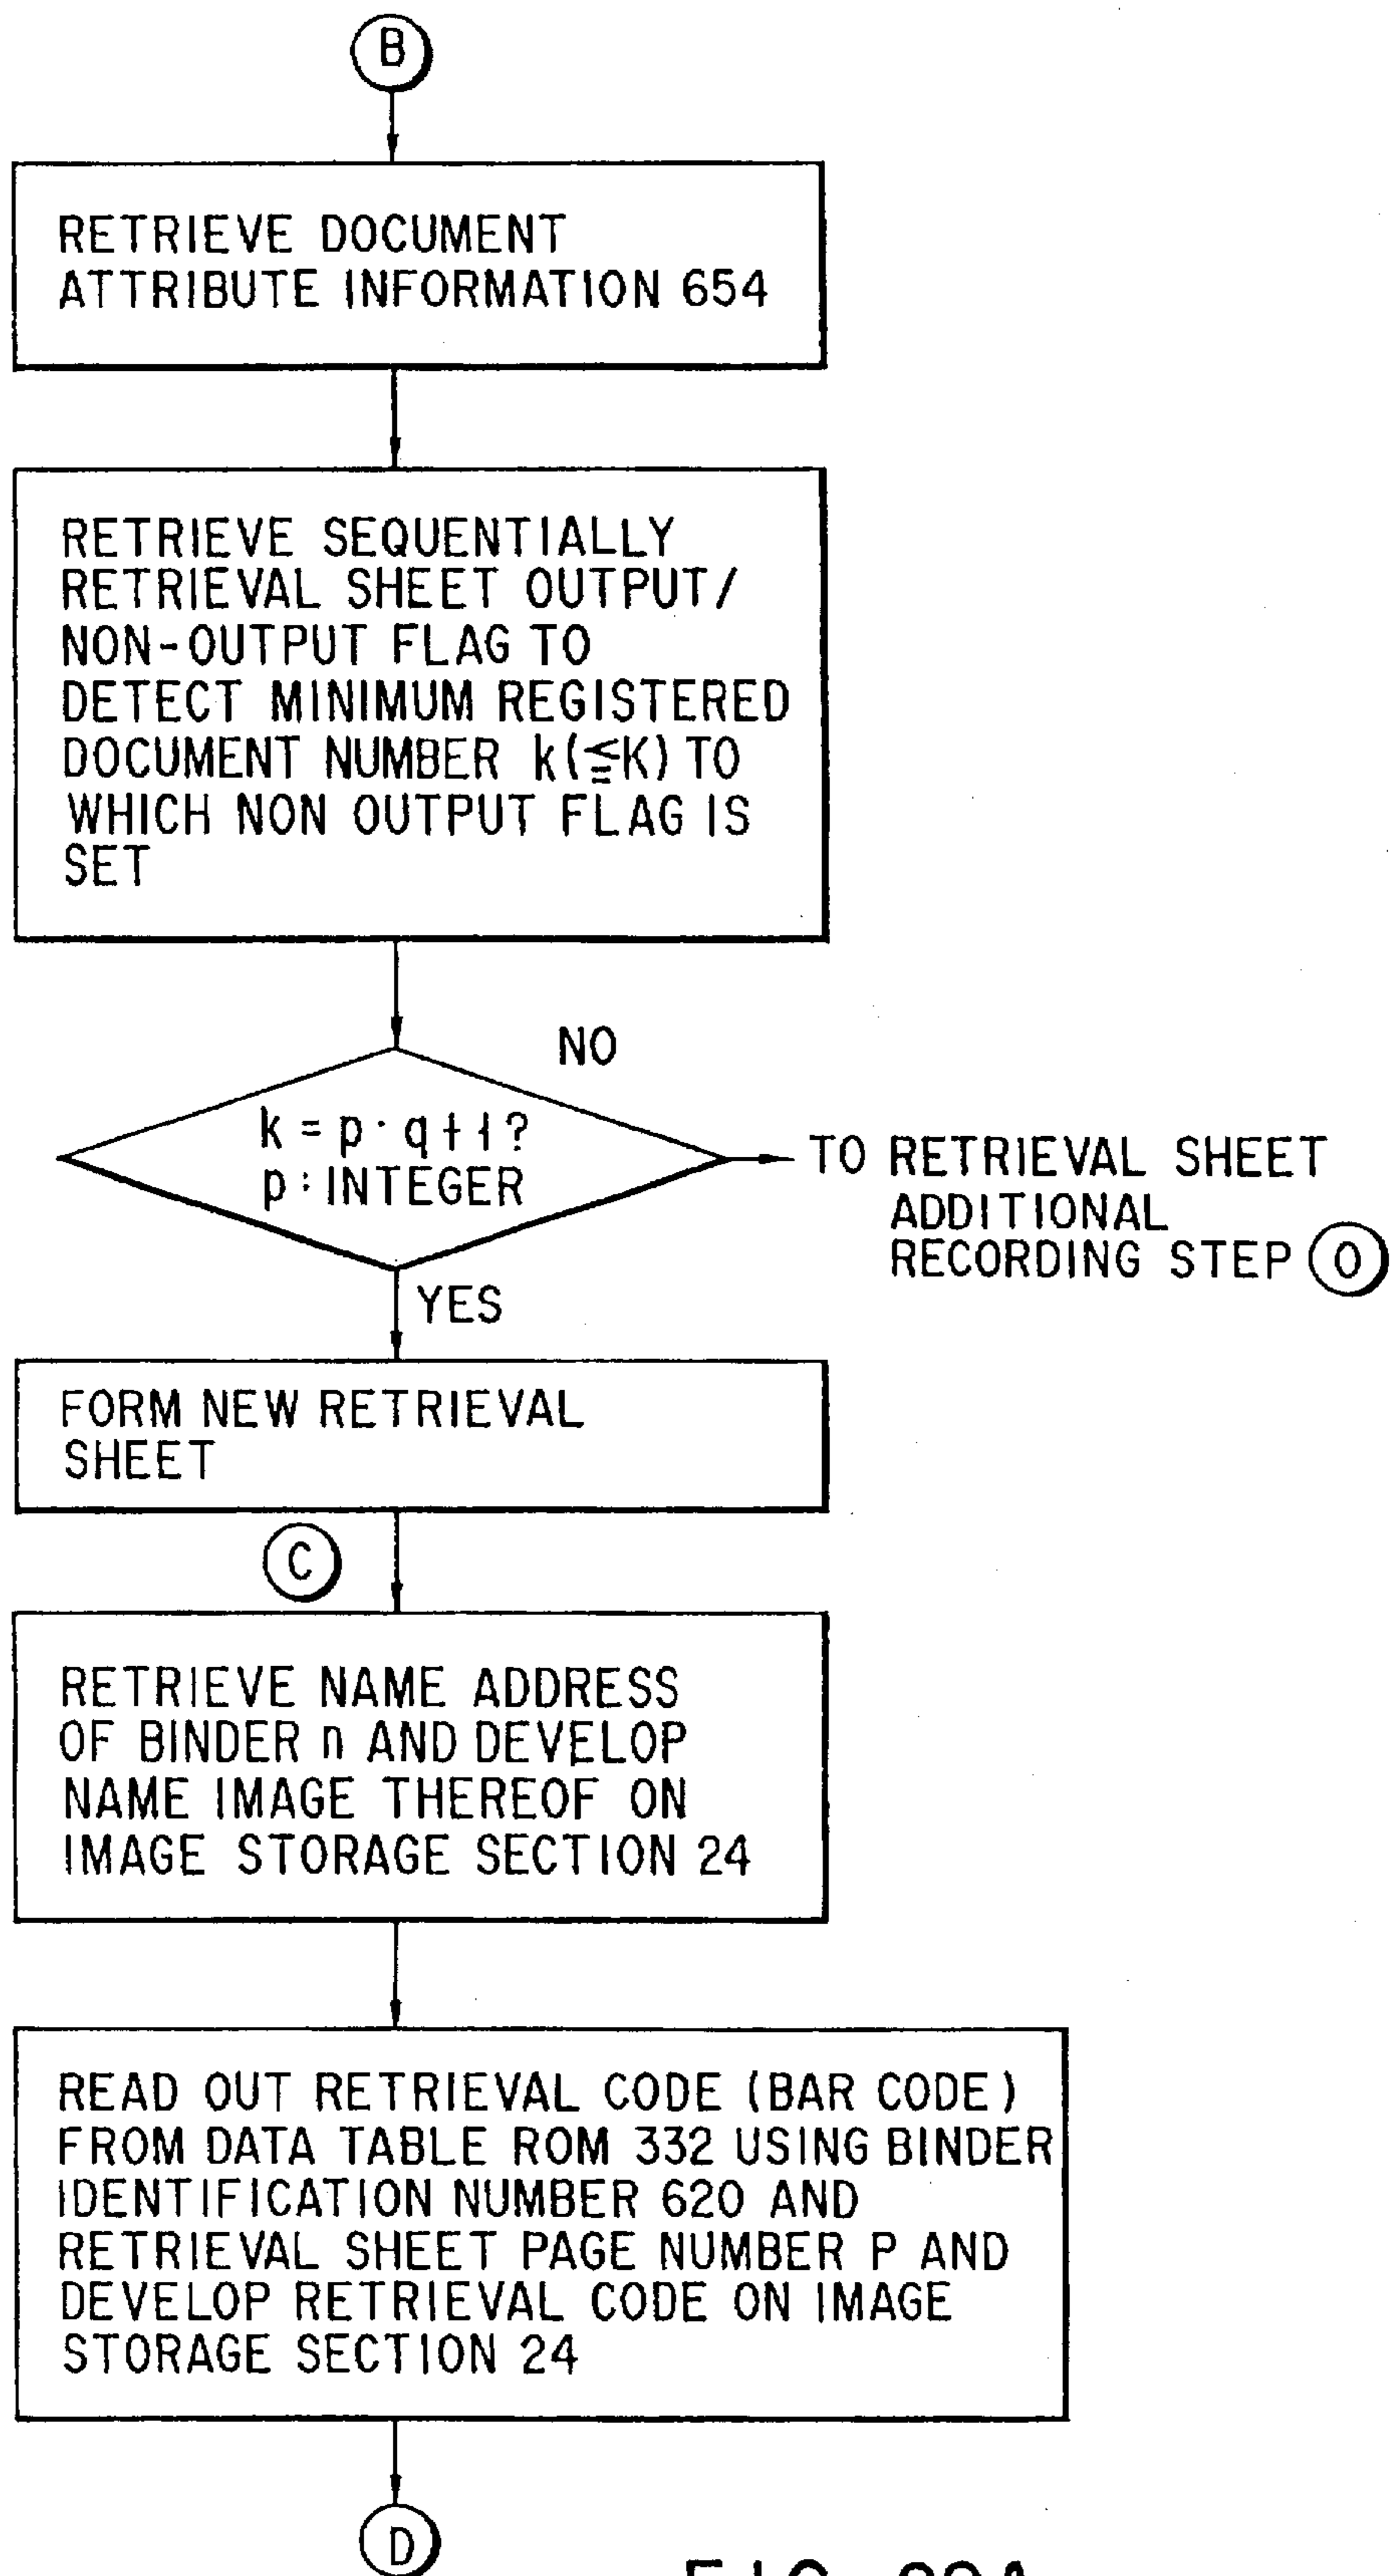 B
RETRIEVE DOCUMENT
ATTRIBUTE INFORMATION 654
RETRIEVE SEQUENTIALLY
RETRIEVAL SHEET OUTPUT/
NON-OUTPUT FLAG TO
DETECT MINIMUM REGISTERED
DOCUMENT NUMBER k(≦K) TO
WHICH NON OUTPUT FLAG IS
SET
NO
k = p · q + 1 ?
p : INTEGER
TO RETRIEVAL SHEET
ADDITIONAL
RECORDING STEP O
YES
FORM NEW RETRIEVAL
SHEET
C
RETRIEVE NAME ADDRESS
OF BINDER n AND DEVELOP
NAME IMAGE THEREOF ON
IMAGE STORAGE SECTION 24
READ OUT RETRIEVAL CODE (BAR CODE)
FROM DATA TABLE ROM 332 USING BINDER
IDENTIFICATION NUMBER 620 AND
RETRIEVAL SHEET PAGE NUMBER P AND
DEVELOP RETRIEVAL CODE ON IMAGE
STORAGE SECTION 24
D